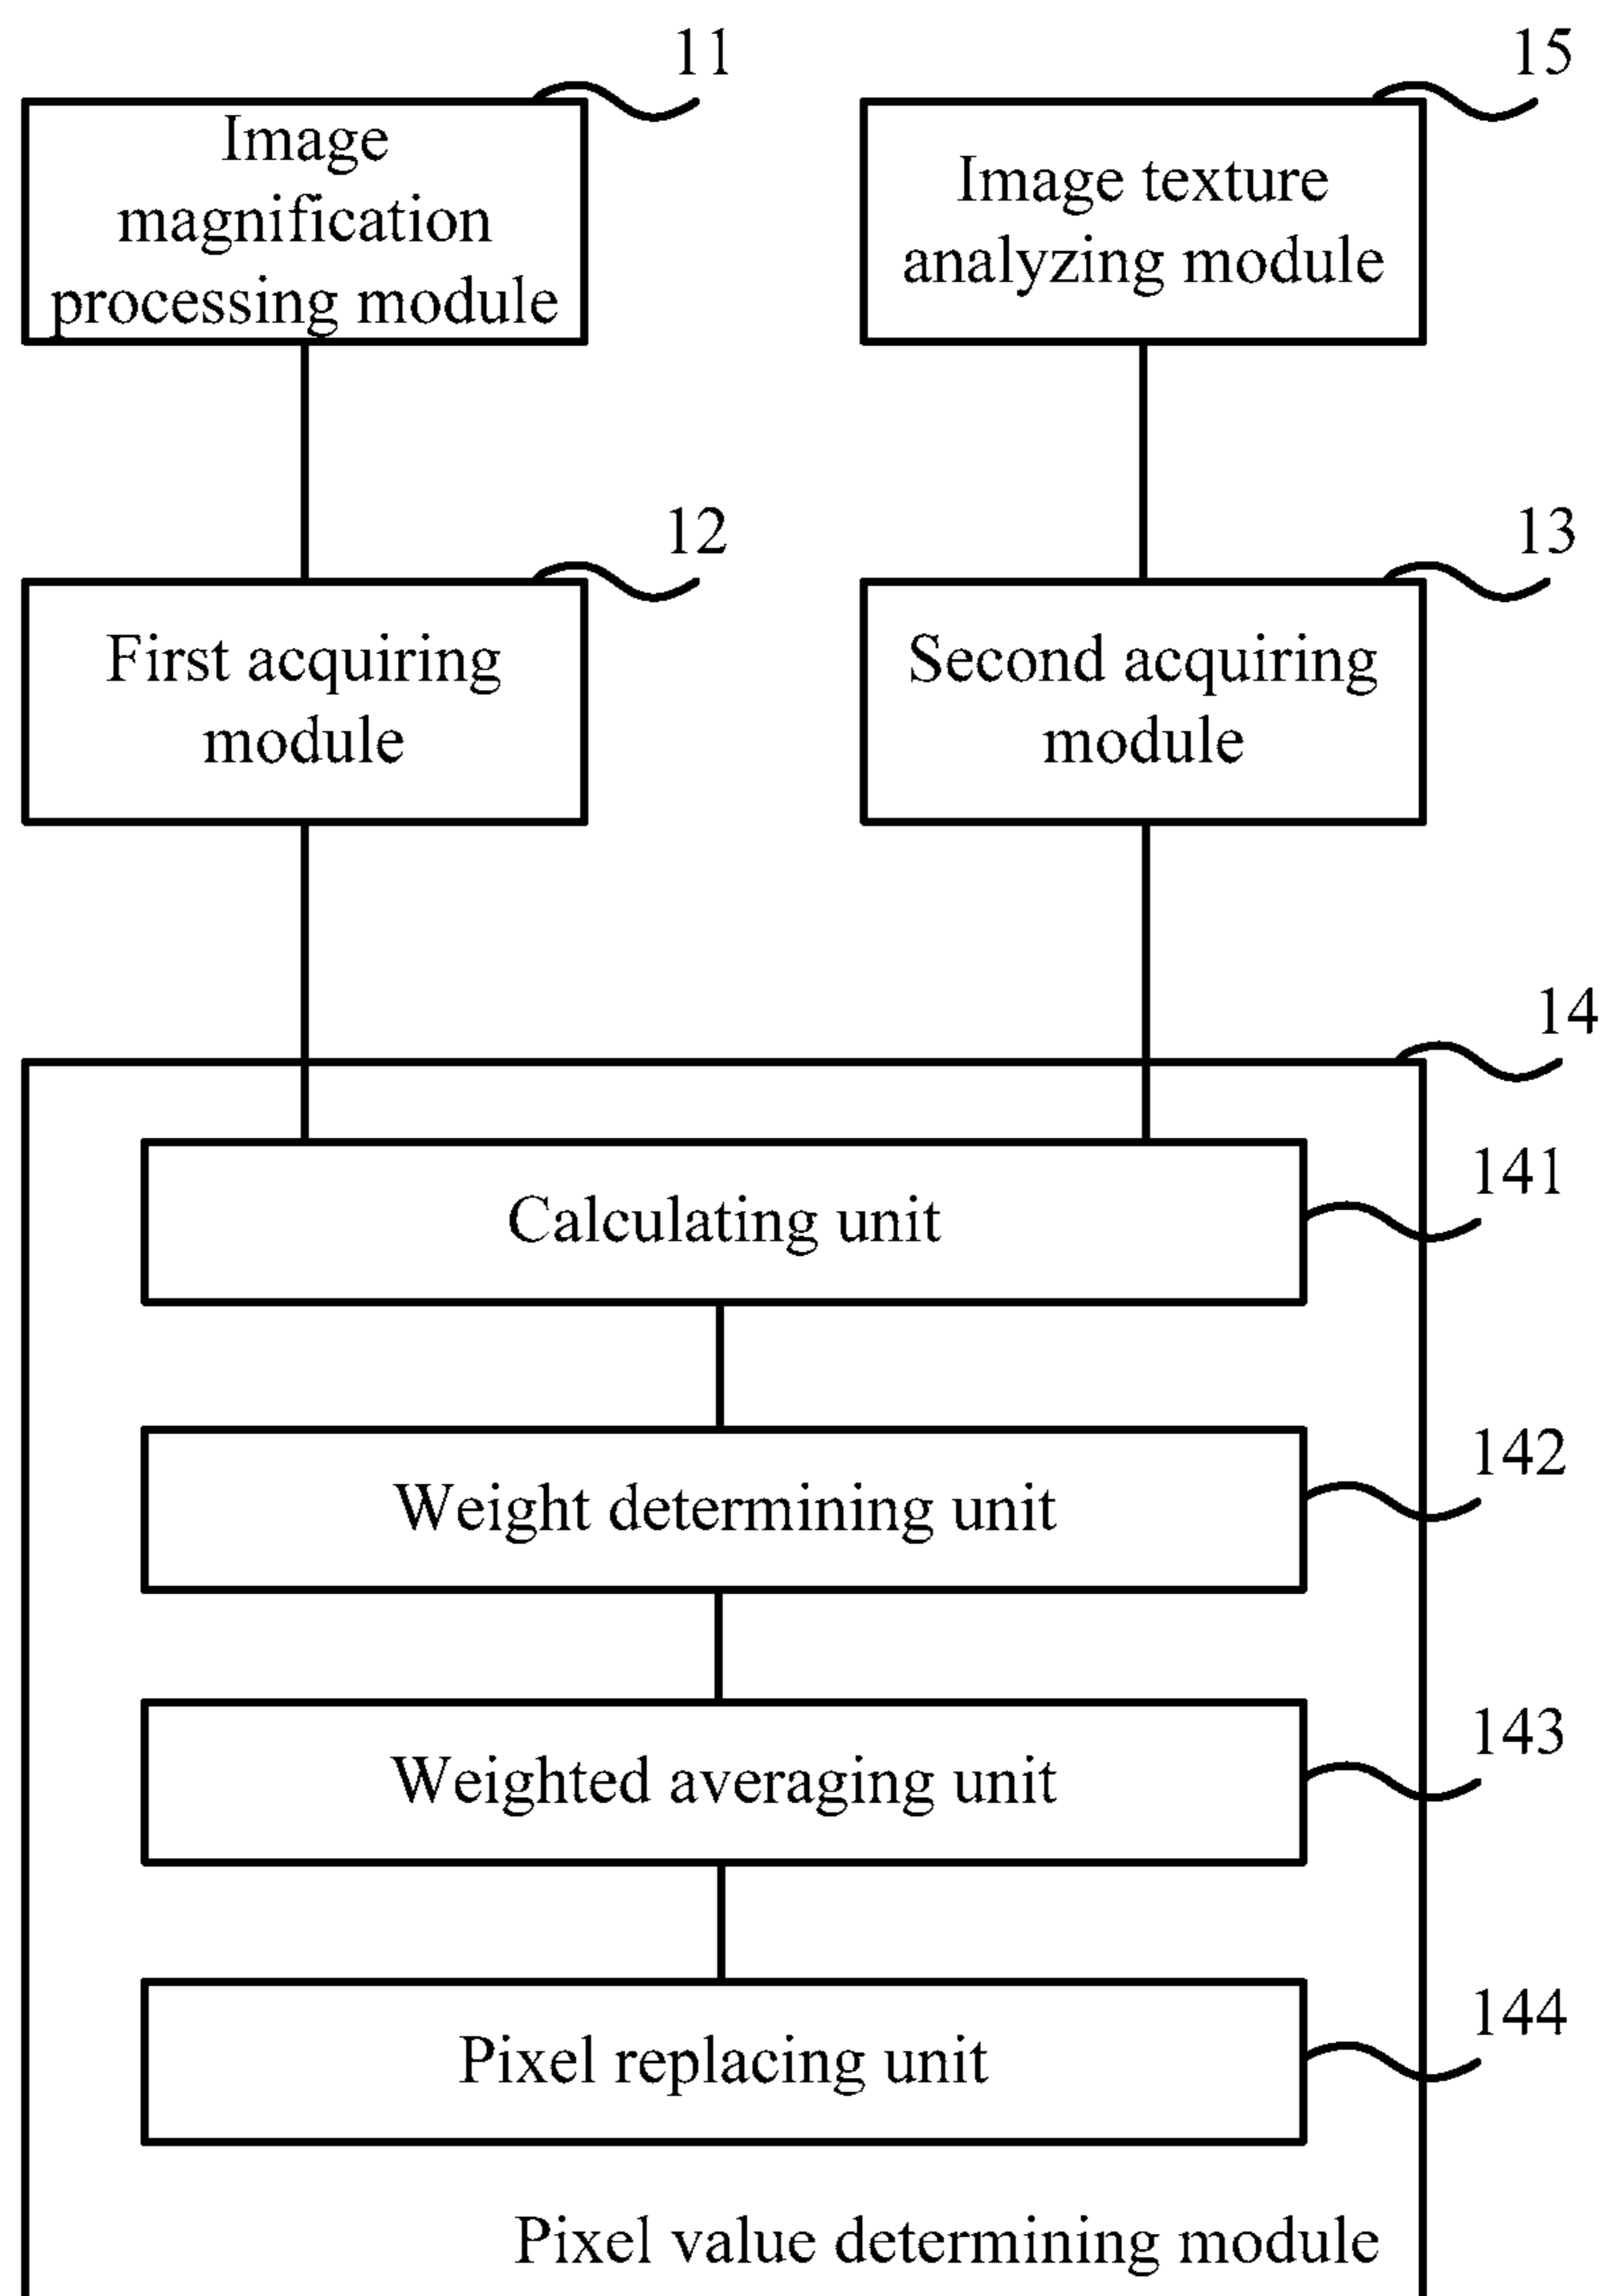 11
Image
magnification
processing module
15
Image texture
analyzing module
12
First acquiring
module
13
Second acquiring
module
14
141
Calculating unit
142
Weight determining unit
143
Weighted averaging unit
144
Pixel replacing unit
Pixel value determining module